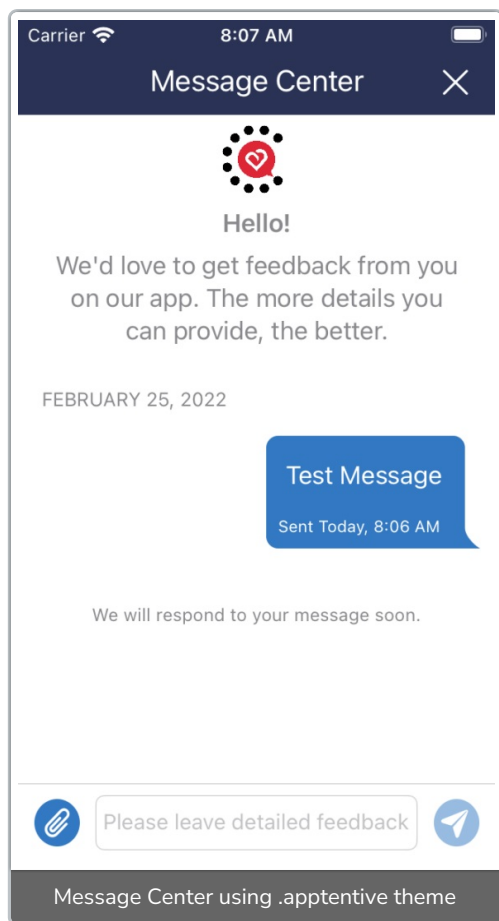 Carrier
8:07 AM
Message Center
Hello!
We'd love to get feedback from you
on our app. The more details you
can provide, the better.
FEBRUARY 25, 2022
Test Message
Sent Today, 8:06 AM
We will respond to your message soon.
Please leave detailed feedback
Message Center using .apptentive theme